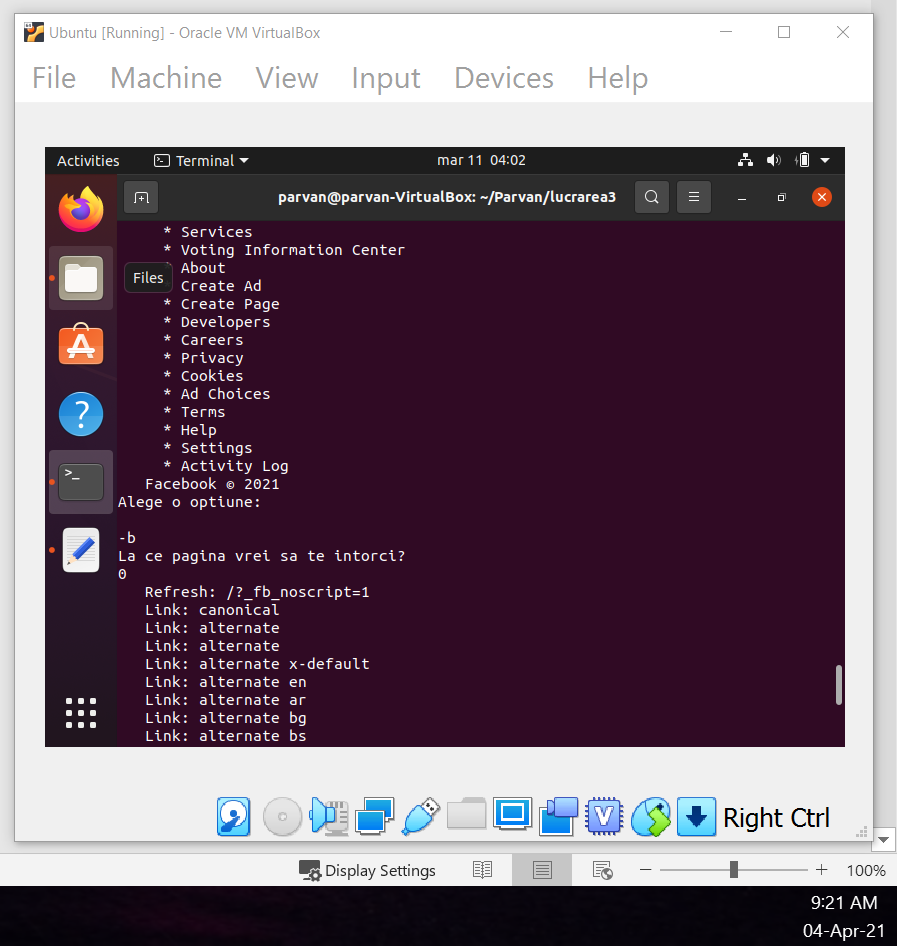 Ubuntu [Running] - Oracle VM VirtualBox
File Machine View Input Devices Help
Activities Terminal mar 11 04:02
parvan@parvan-VirtualBox: ~/Parvan/lucrarea3
* Services
* Voting Information Center
About
Files
Create Ad
* Create Page
* Developers
* Careers
* Privacy
* Cookies
* Ad Choices
* Terms
* Help
* Settings
* Activity Log
Facebook © 2021
Alege o optiune:
-b
La ce pagina vrei sa te intorci?
0
Refresh: /?_fb_noscript=1
Link: canonical
Link: alternate
Link: alternate
Link: alternate x-default
Link: alternate en
Link: alternate ar
Link: alternate bg
Link: alternate bs
Right Ctrl
Display Settings
100%
9:21 AM
04-Apr-21